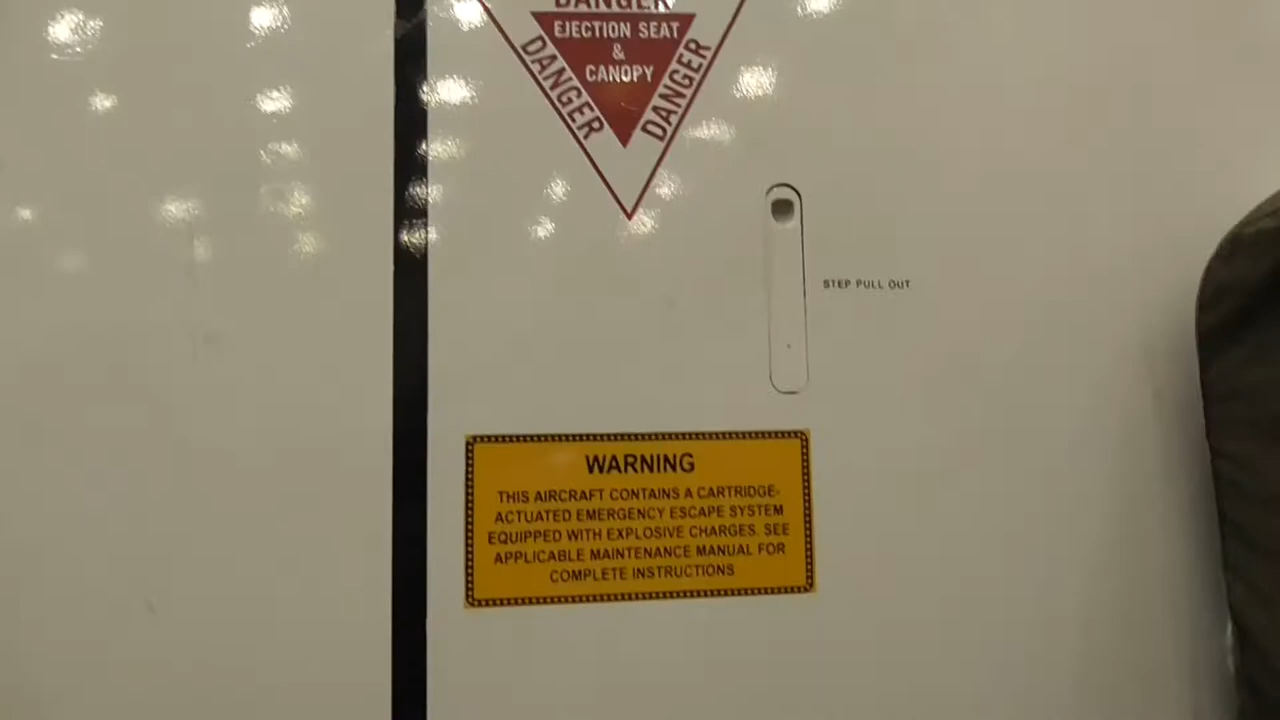 DANGER
EJECTION SEAT
&
CANOPY
DANGER
DANGER
STEP PULL OUT
WARNING
THIS AIRCRAFT CONTAINS A CARTRIDGE-
ACTUATED EMERGENCY ESCAPE SYSTEM
EQUIPPED WITH EXPLOSIVE CHARGES. SEE
APPLICABLE MAINTENANCE MANUAL FOR
COMPLETE INSTRUCTIONS